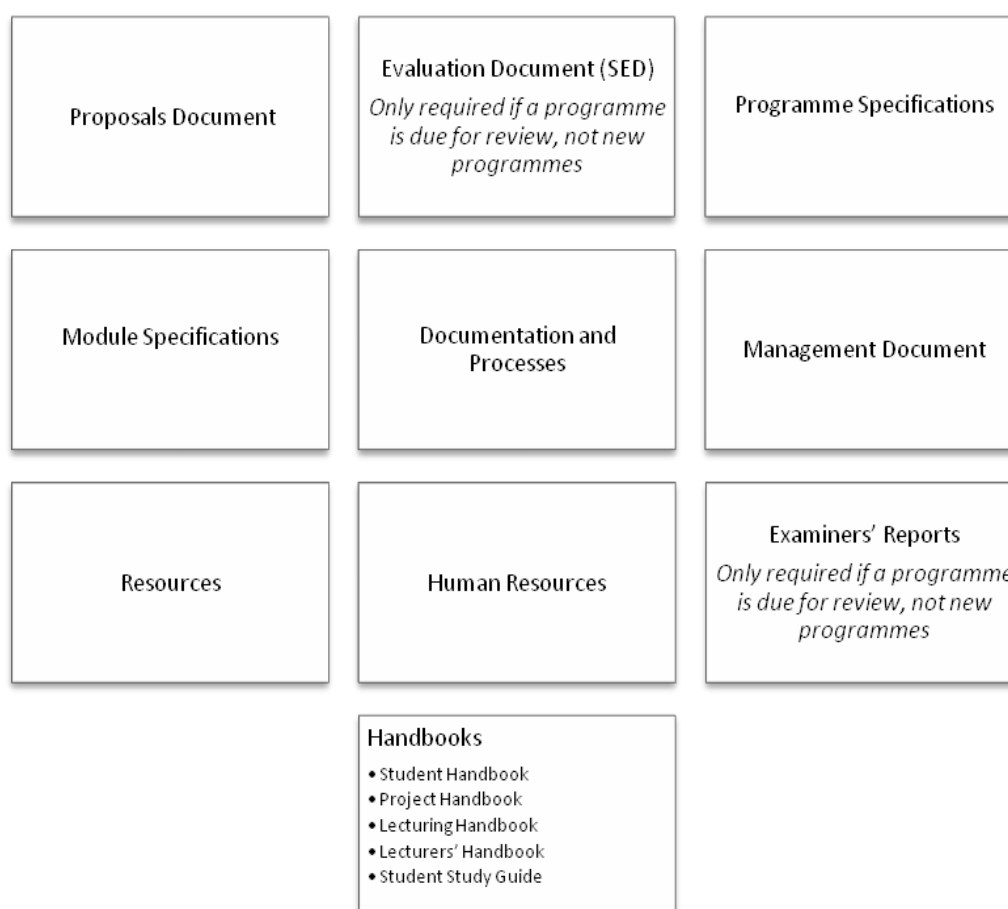 Proposals Document
Evaluation Document (SED)
Only required if a programme
is due for review, not new
programmes
Programme Specifications
Module Specifications
Documentation and
Processes
Management Document
Resources
Human Resources
Examiners’ Reports
Only required if a programme
is due for review, not new
programmes
Handbooks
• Student Handbook
• Project Handbook
• Lecturing Handbook
• Lecturers’ Handbook
• Student Study Guide